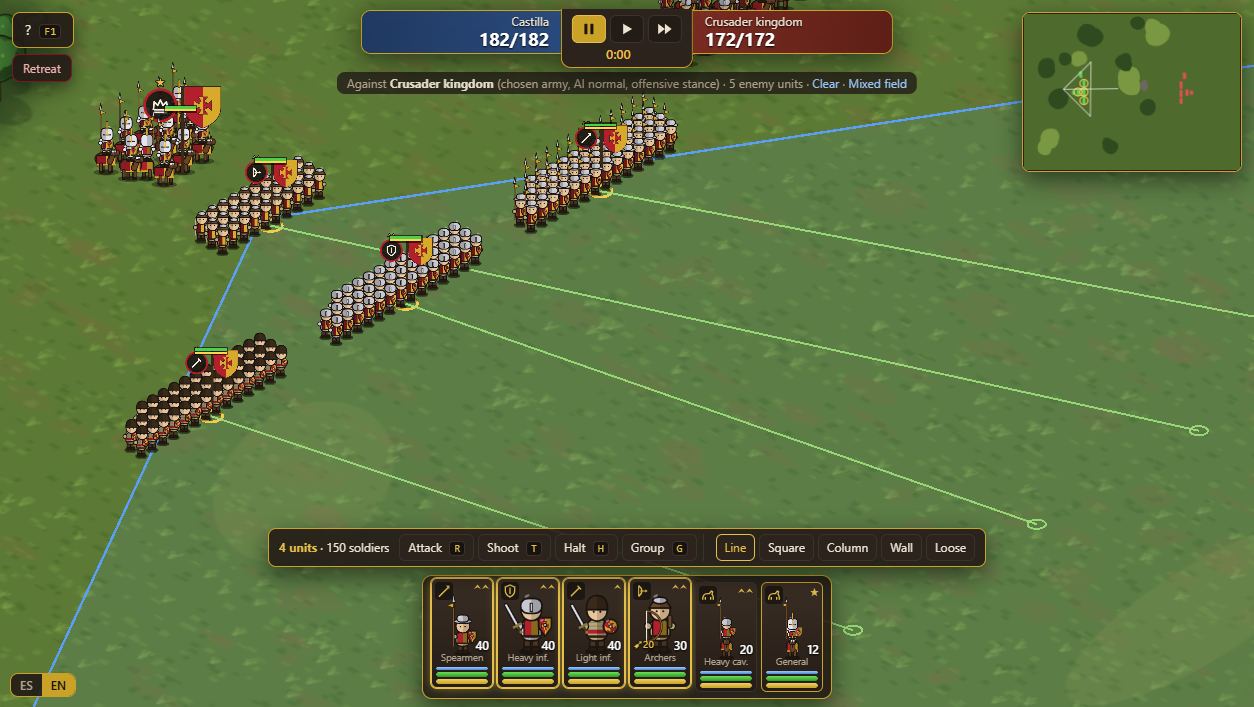 ? F1
Retreat
Castilla
182/182
0:00
Crusader kingdom
172/172
Against Crusader kingdom (chosen army, AI normal, offensive stance) · 5 enemy units · Clear · Mixed field
4 units · 150 soldiers Attack R Shoot T Halt H Group G Line Square Column Wall Loose
40
Spearmen
40
Heavy inf.
40
Light inf.
20 30
Archers
20
Heavy cav.
12
General
ES EN